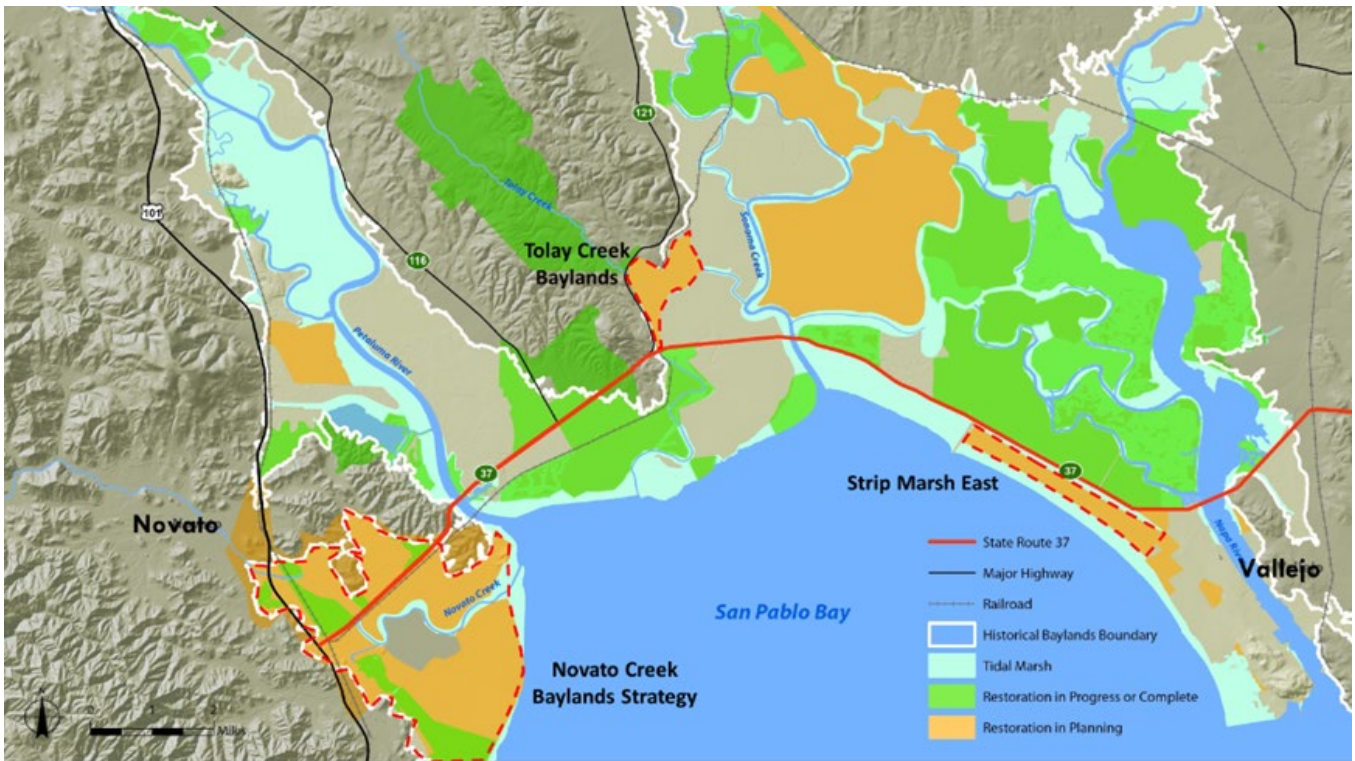 121
Tolay Creek
101
Sonoma Creek
Tolay Creek
Baylands
116
Petaluma River
37
Strip Marsh East
37
Novato
State Route 37
Napa River
Vallejo
Major Highway
Novato Creek
San Pablo Bay
Railroad
Historical Baylands Boundary
Novato Creek
Baylands Strategy
Tidal Marsh
Restoration in Progress or Complete
N
0 1 2
Miles
Restoration in Planning